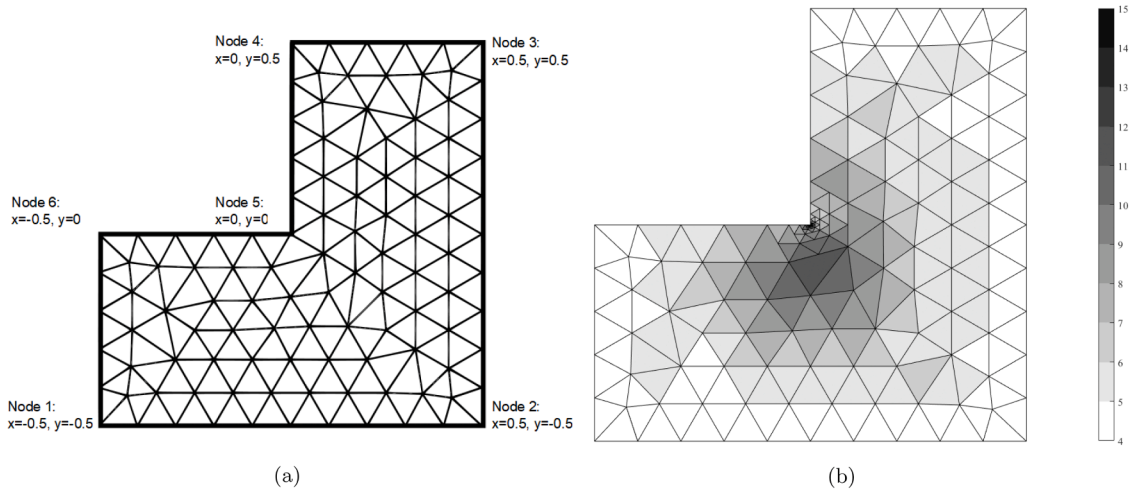 Node 4:
x=0, y=0.5
Node 3:
x=0.5, y=0.5
Node 6:
x=-0.5, y=0
Node 5:
x=0, y=0
Node 1:
x=-0.5, y=-0.5
Node 2:
x=0.5, y=-0.5
(a)
15
14
13
12
11
10
9
8
7
6
5
4
(b)